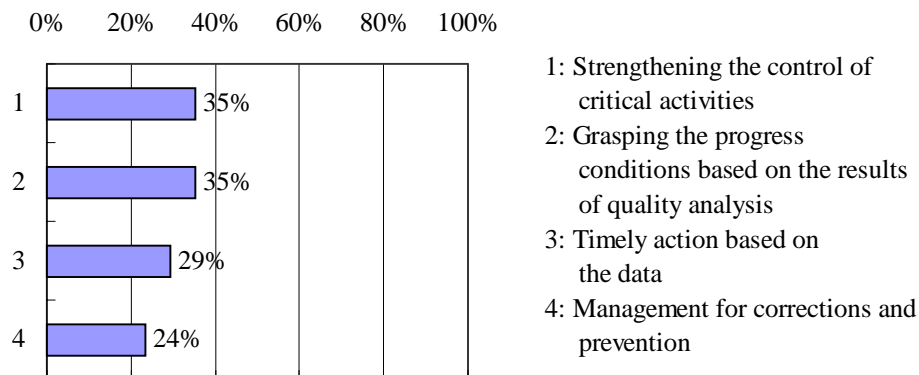 0% 20% 40% 60% 80% 100%
1 35%
2 35%
3 29%
4 24%
1: Strengthening the control of
critical activities
2: Grasping the progress
conditions based on the results
of quality analysis
3: Timely action based on
the data
4: Management for corrections and
prevention